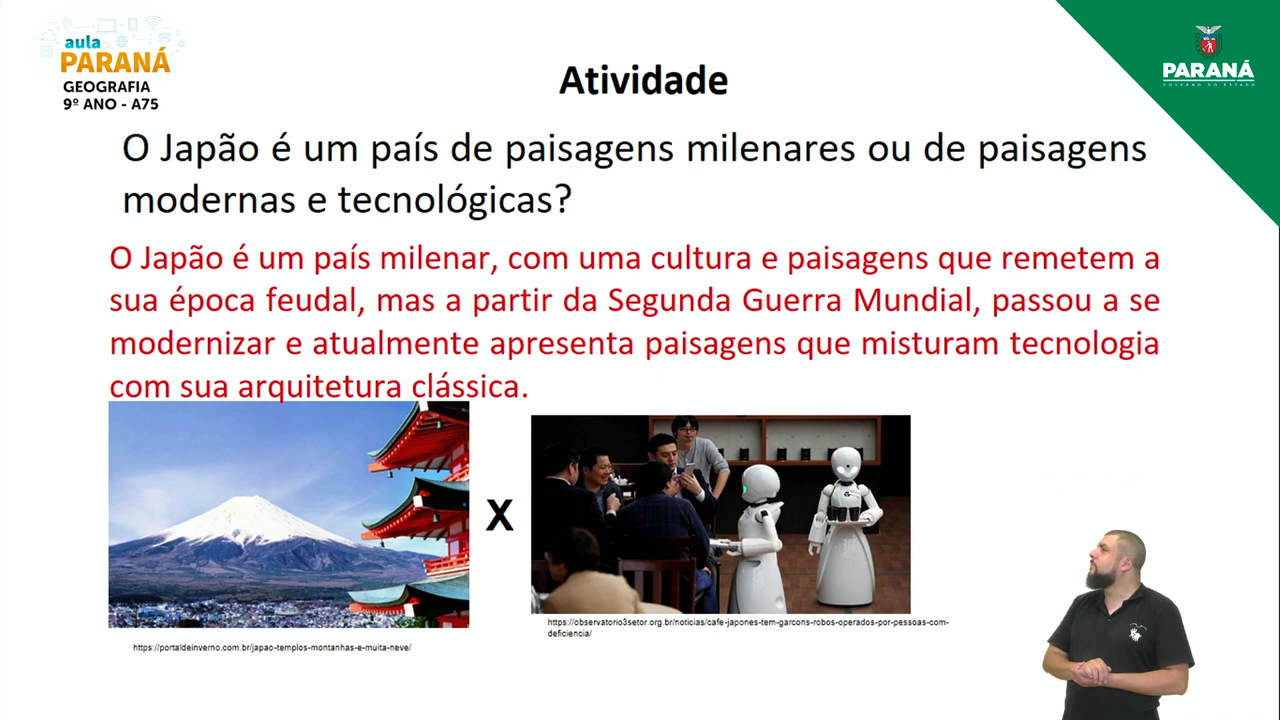 aula
PARANÁ
GEOGRAFIA
9º ANO - A75
PARANÁ
GOVERNO DO ESTADO
Atividade
O Japão é um país de paisagens milenares ou de paisagens
modernas e tecnológicas?
O Japão é um país milenar, com uma cultura e paisagens que remetem a
sua época feudal, mas a partir da Segunda Guerra Mundial, passou a se
modernizar e atualmente apresenta paisagens que misturam tecnologia
com sua arquitetura clássica.
X
https://observatorio3setor.org.br/noticias/cafe-japones-tem-garcons-robos-operados-por-pessoas-com-
deficiencia/
https://portaldeinverno.com.br/japao-templos-montanhas-e-muita-neve/